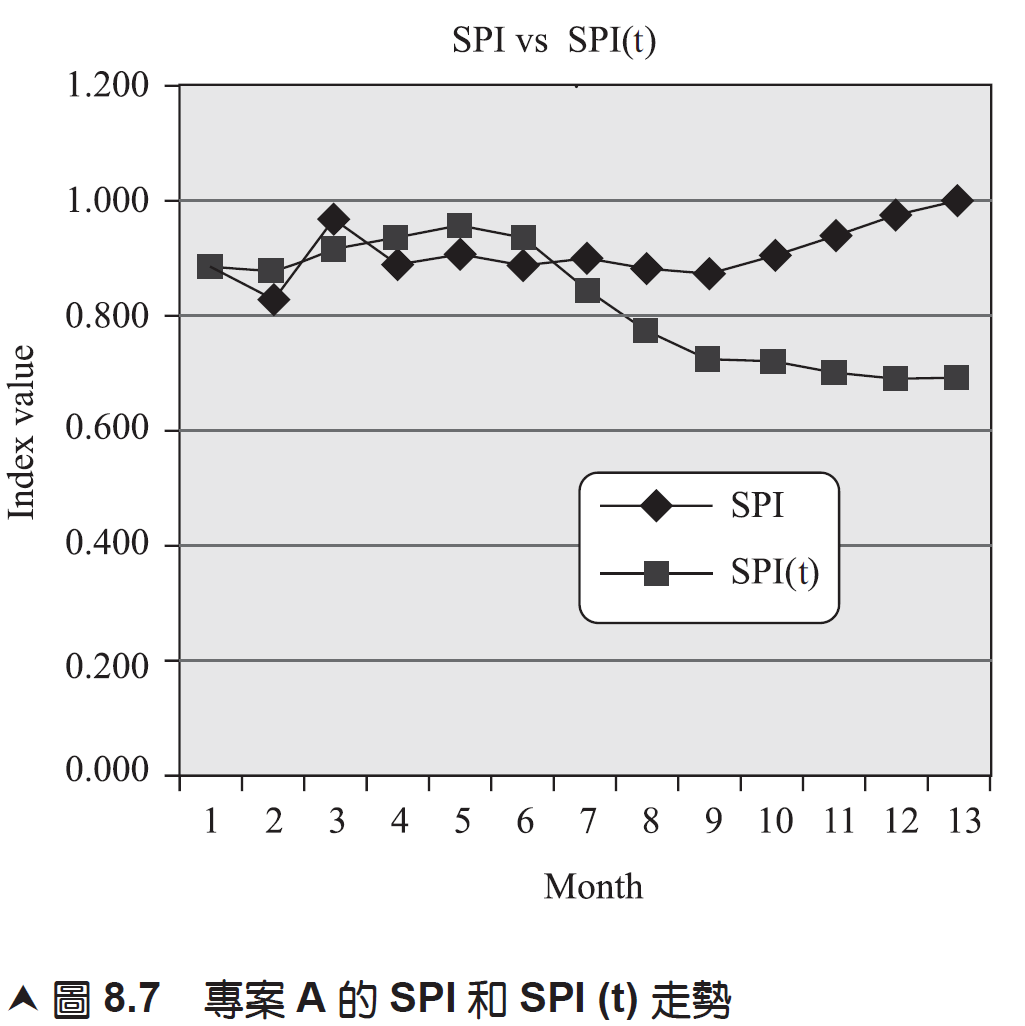 SPI vs SPI(t)
1.200
1.000
0.800
0.600
0.400
0.200
0.000
Index value
SPI
SPI(t)
1 2 3 4 5 6 7 8 9 10 11 12 13
Month
圖 8.7 專案 A 的 SPI 和 SPI (t) 走勢